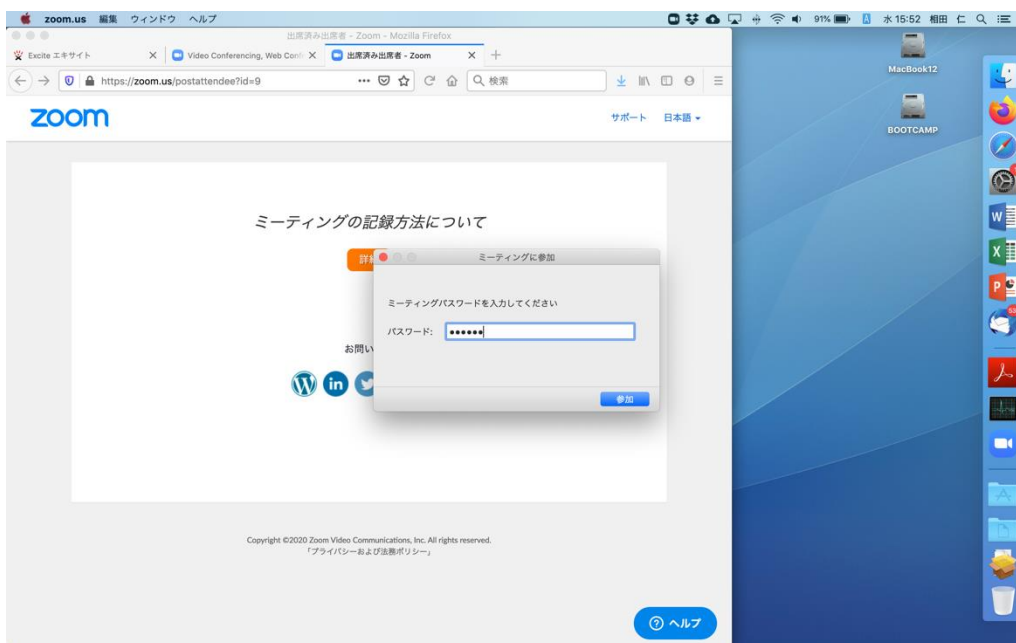 zoom.us 編集 ウィンドウ ヘルプ
91% 水 15:52 相田 仁
出席済み出席者 - Zoom - Mozilla Firefox
Excite エキサイト
Video Conferencing, Web Conf
出席済み出席者 - Zoom
https://zoom.us/postattendee?id=9
検索
zoom
サポート 日本語
ミーティングの記録方法について
詳細
ミーティングに参加
ミーティングパスワードを入力してください
パスワード: ••••••
参加
お問い
in
Copyright ©2020 Zoom Video Communications, Inc. All rights reserved.
「プライバシーおよび法務ポリシー」
ヘルプ
MacBook12
BOOTCAMP
W
X
P
53